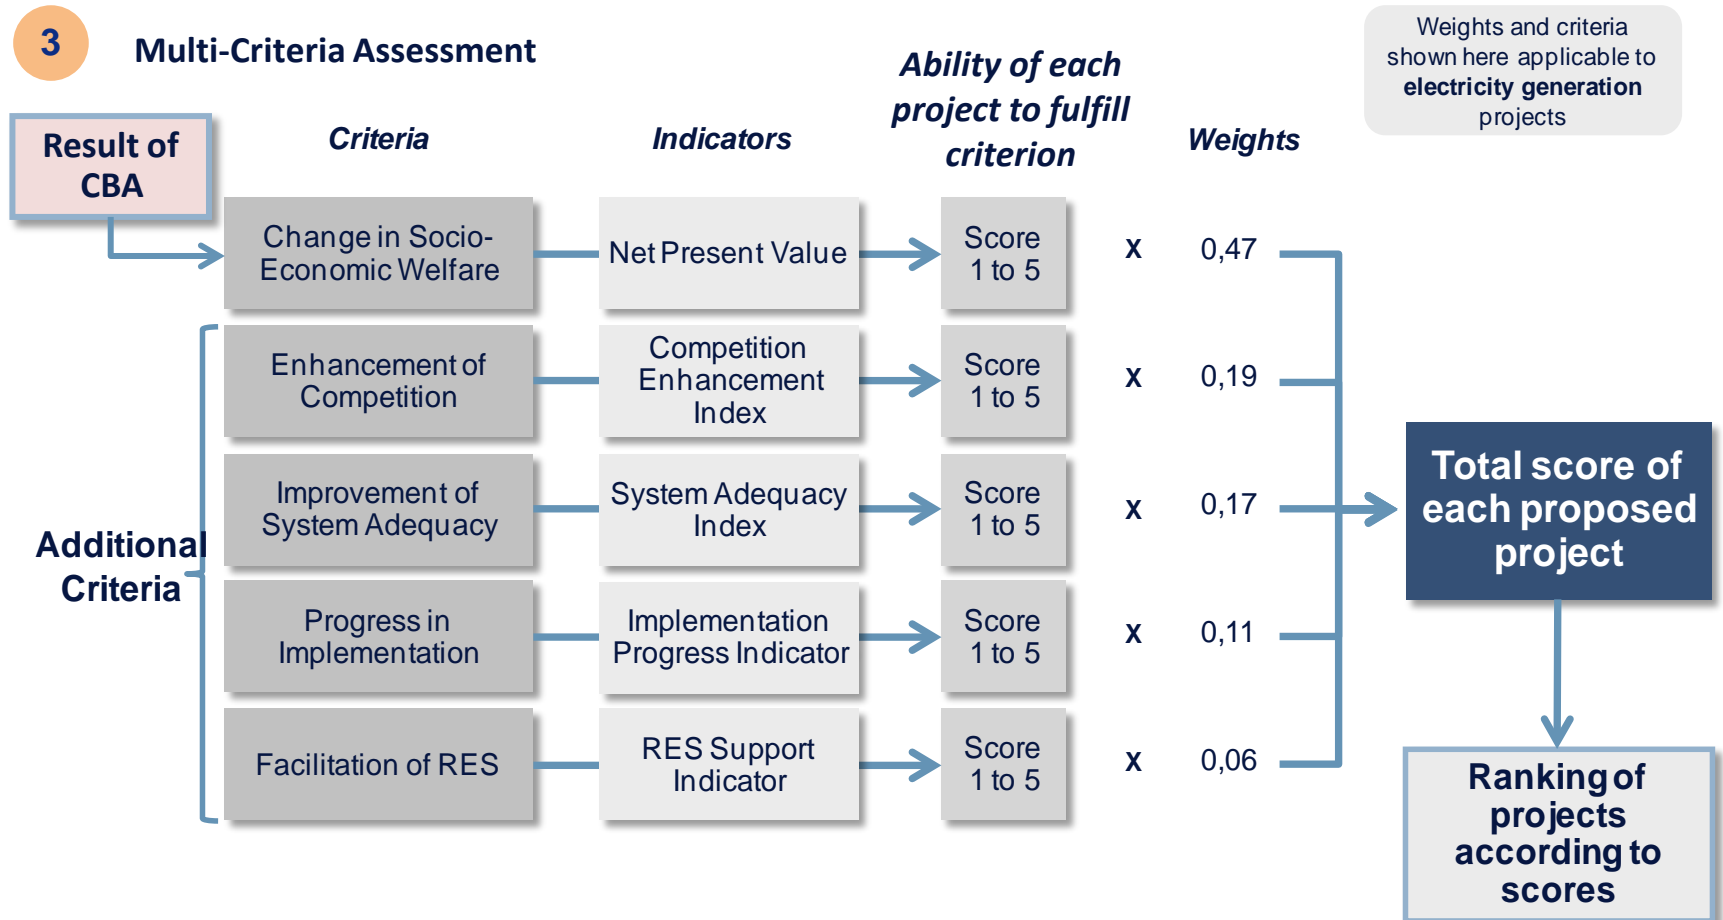 3
Multi-Criteria Assessment
Weights and criteria
shown here applicable to
electricity generation
projects
Result of
CBA
Criteria
Indicators
Ability of each
project to fulfill
criterion
Weights
Change in Socio-
Economic Welfare
Net Present Value
Score
1 to 5
X
0,47
Enhancement of
Competition
Competition
Enhancement
Index
Score
1 to 5
X
0,19
Additional
Criteria
Improvement of
System Adequacy
System Adequacy
Index
Score
1 to 5
X
0,17
Progress in
Implementation
Implementation
Progress Indicator
Score
1 to 5
X
0,11
Facilitation of RES
RES Support
Indicator
Score
1 to 5
X
0,06
Total score of
each proposed
project
Ranking of
projects
according to
scores